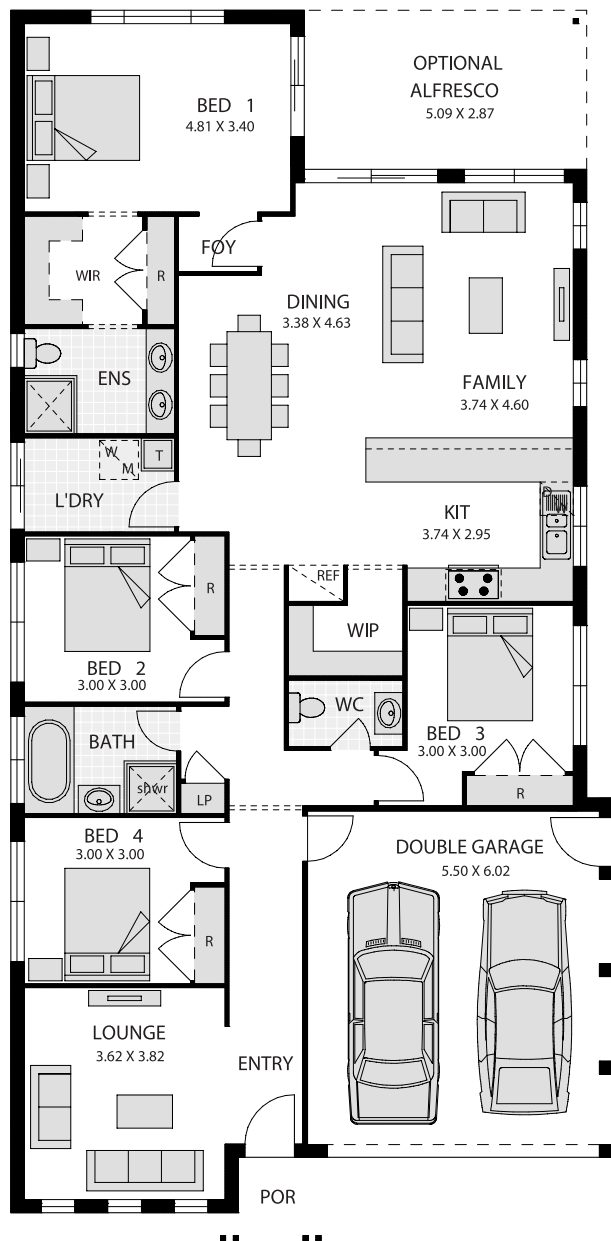 OPTIONAL
ALFRESCO
5.09 X 2.87
BED 1
4.81 X 3.40
FOY
WIR
R
DINING
3.38 X 4.63
ENS
FAMILY
3.74 X 4.60
W
M
T
L'DRY
KIT
3.74 X 2.95
REF
R
WIP
BED 2
3.00 X 3.00
WC
BED 3
3.00 X 3.00
BATH
shwr
LP
R
BED 4
3.00 X 3.00
DOUBLE GARAGE
5.50 X 6.02
R
LOUNGE
3.62 X 3.82
ENTRY
POR